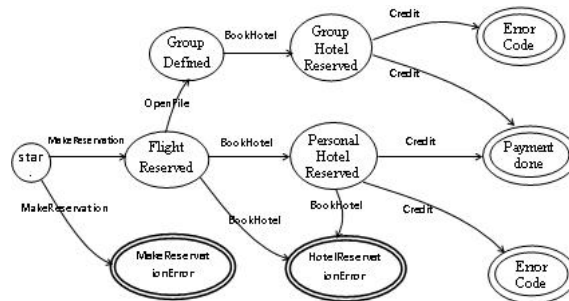 Group
Defined
BookHotel
Group
Hotel
Reserved
Credit
Error
Code
Credit
OpenFile
star
.
MakeReservation
Flight
Reserved
BookHotel
Personal
Hotel
Reserved
Credit
Payment
done
MakeReservation
BookHotel
BookHotel
Credit
MakeReservat
ionError
HotelReservat
ionError
Error
Code